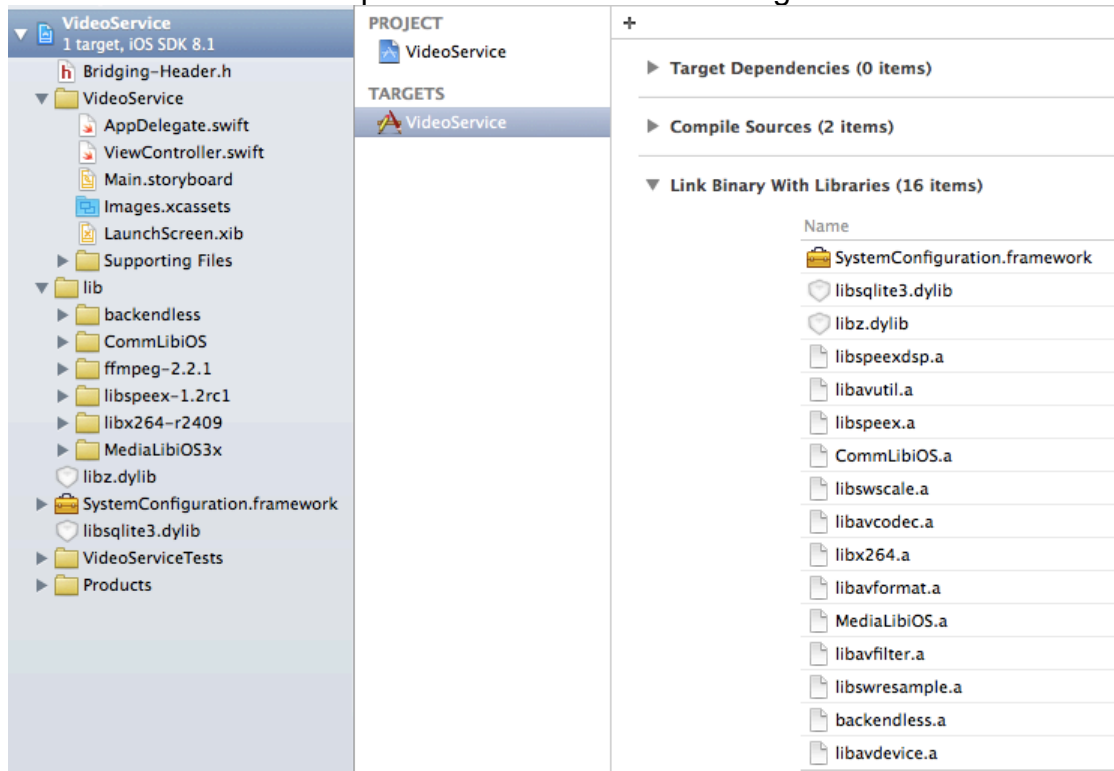 VideoService
1 target, iOS SDK 8.1
h Bridging-Header.h
VideoService
AppDelegate.swift
ViewController.swift
Main.storyboard
Images.xcassets
LaunchScreen.xib
Supporting Files
lib
backendless
CommLibiOS
ffmpeg-2.2.1
libspeex-1.2rc1
libx264-r2409
MediaLibiOS3x
libz.dylib
SystemConfiguration.framework
libsqlite3.dylib
VideoServiceTests
Products
PROJECT
VideoService
TARGETS
VideoService
+
Target Dependencies (0 items)
Compile Sources (2 items)
Link Binary With Libraries (16 items)
Name
SystemConfiguration.framework
libsqlite3.dylib
libz.dylib
libspeexdsp.a
libavutil.a
libspeex.a
CommLibiOS.a
libswscale.a
libavcodec.a
libx264.a
libavformat.a
MediaLibiOS.a
libavfilter.a
libswresample.a
backendless.a
libavdevice.a